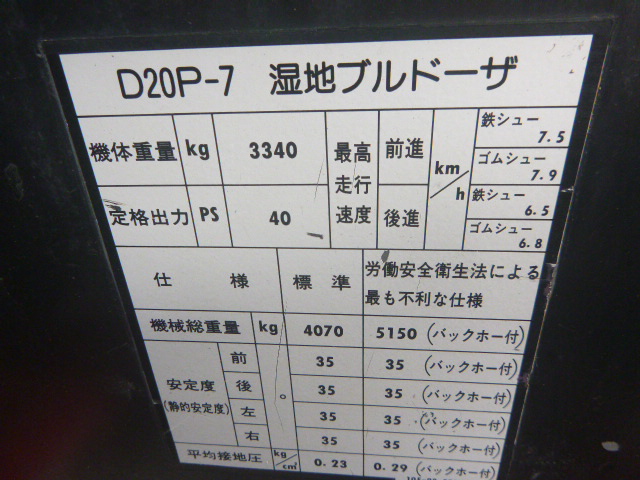 D20P-7 湿地ブルドーザ
機体重量 kg 3340 最高走行速度 前進 km/h 鉄シュー 7.5
ゴムシュー 7.9
定格出力 PS 40 後進 鉄シュー 6.5
ゴムシュー 6.8
仕様 標準 労働安全衛生法による
最も不利な仕様
機械総重量 kg 4070 5150 (バックホー付)
安定度 (静的安定度) 前 ° 35 35 (バックホー付)
後 35 35 (バックホー付)
左 35 35 (バックホー付)
右 35 35 (バックホー付)
平均接地圧 kg/cm² 0.23 0.29 (バックホー付)